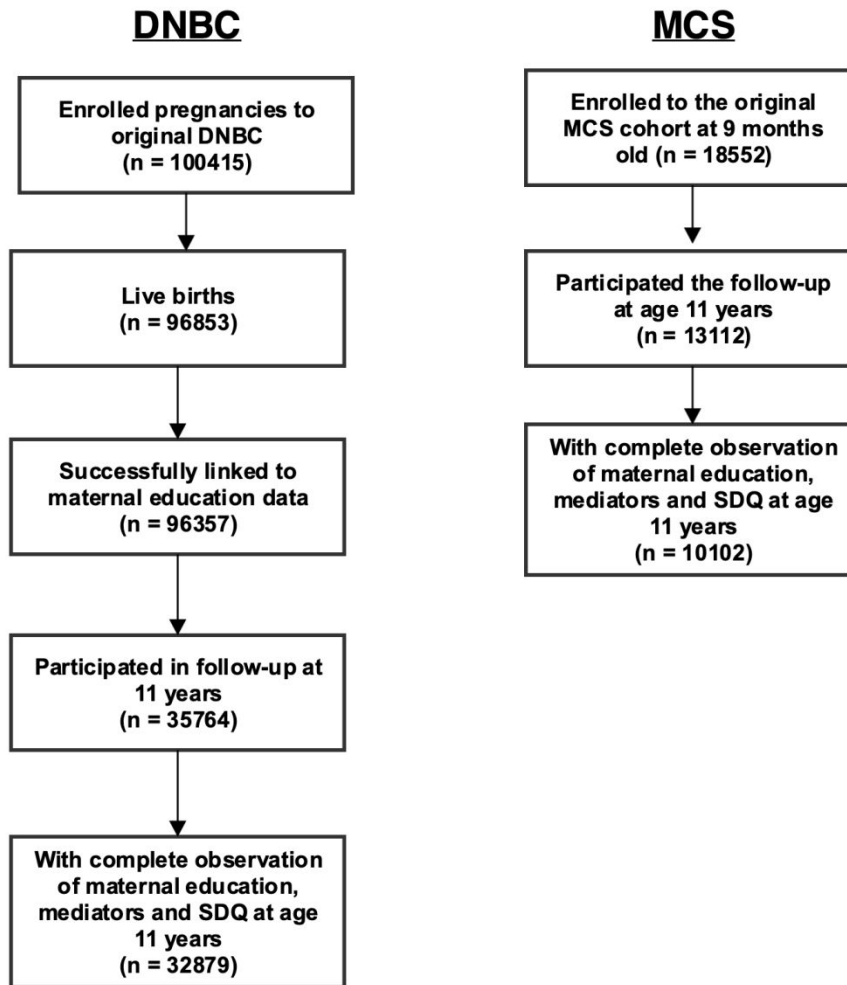 DNBC
Enrolled pregnancies to
original DNBC
(n = 100415)
Live births
(n = 96853)
Successfully linked to
maternal education data
(n = 96357)
Participated in follow-up at
11 years
(n = 35764)
With complete observation
of maternal education,
mediators and SDQ at age
11 years
(n = 32879)
MCS
Enrolled to the original
MCS cohort at 9 months
old (n = 18552)
Participated the follow-up
at age 11 years
(n = 13112)
With complete observation
of maternal education,
mediators and SDQ at age
11 years
(n = 10102)